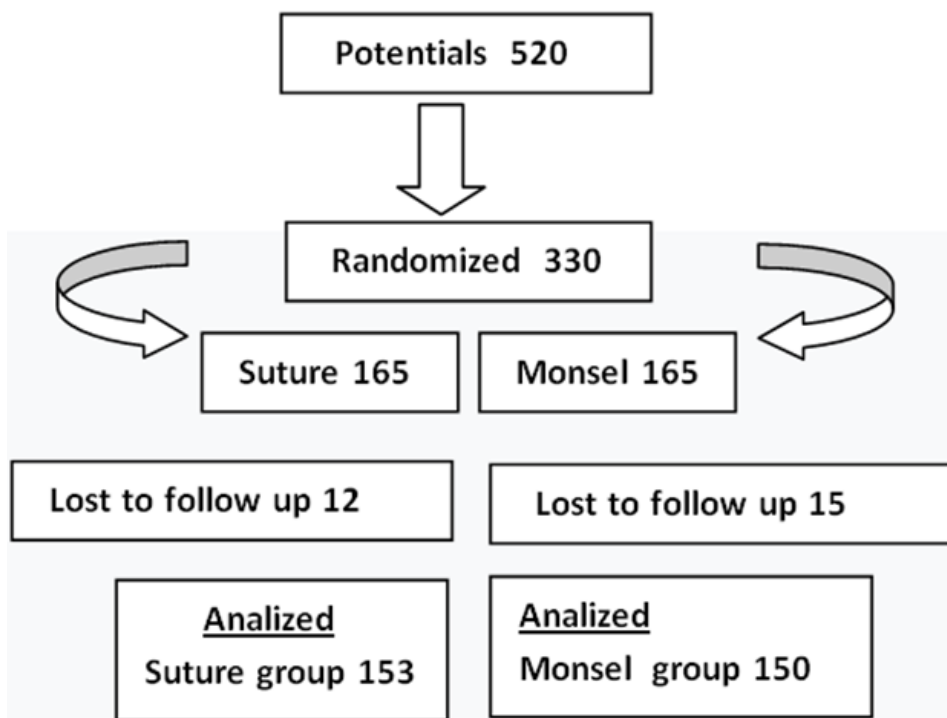 Potentials 520
Randomized 330
Suture 165
Monsel 165
Lost to follow up 12
Lost to follow up 15
Analized
Suture group 153
Analized
Monsel group 150